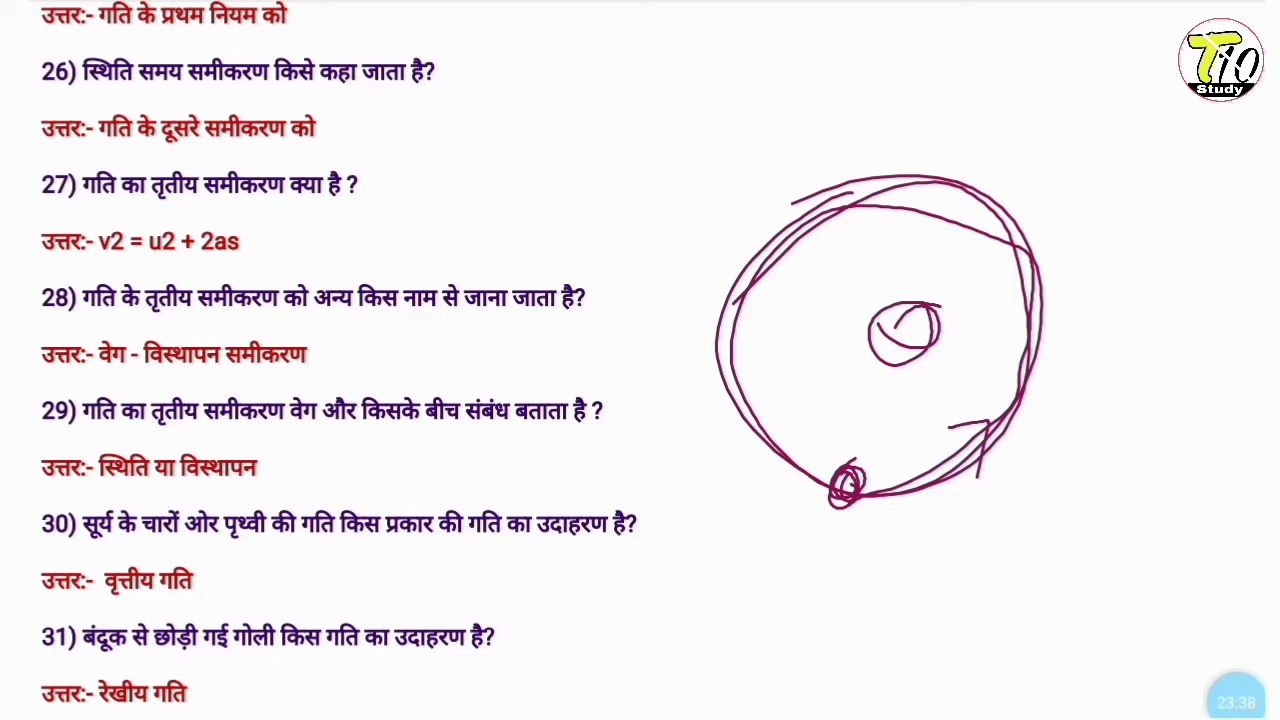 उत्तर:- गति के प्रथम नियम को
26) स्थिति समय समीकरण किसे कहा जाता है?
उत्तर:- गति के दूसरे समीकरण को
27) गति का तृतीय समीकरण क्या है ?
उत्तर:- v2 = u2 + 2as
28) गति के तृतीय समीकरण को अन्य किस नाम से जाना जाता है?
उत्तर:- वेग - विस्थापन समीकरण
29) गति का तृतीय समीकरण वेग और किसके बीच संबंध बताता है ?
उत्तर:- स्थिति या विस्थापन
30) सूर्य के चारों ओर पृथ्वी की गति किस प्रकार की गति का उदाहरण है?
उत्तर:- वृत्तीय गति
31) बंदूक से छोड़ी गई गोली किस गति का उदाहरण है?
उत्तर:- रेखीय गति
T10
Study
23:38